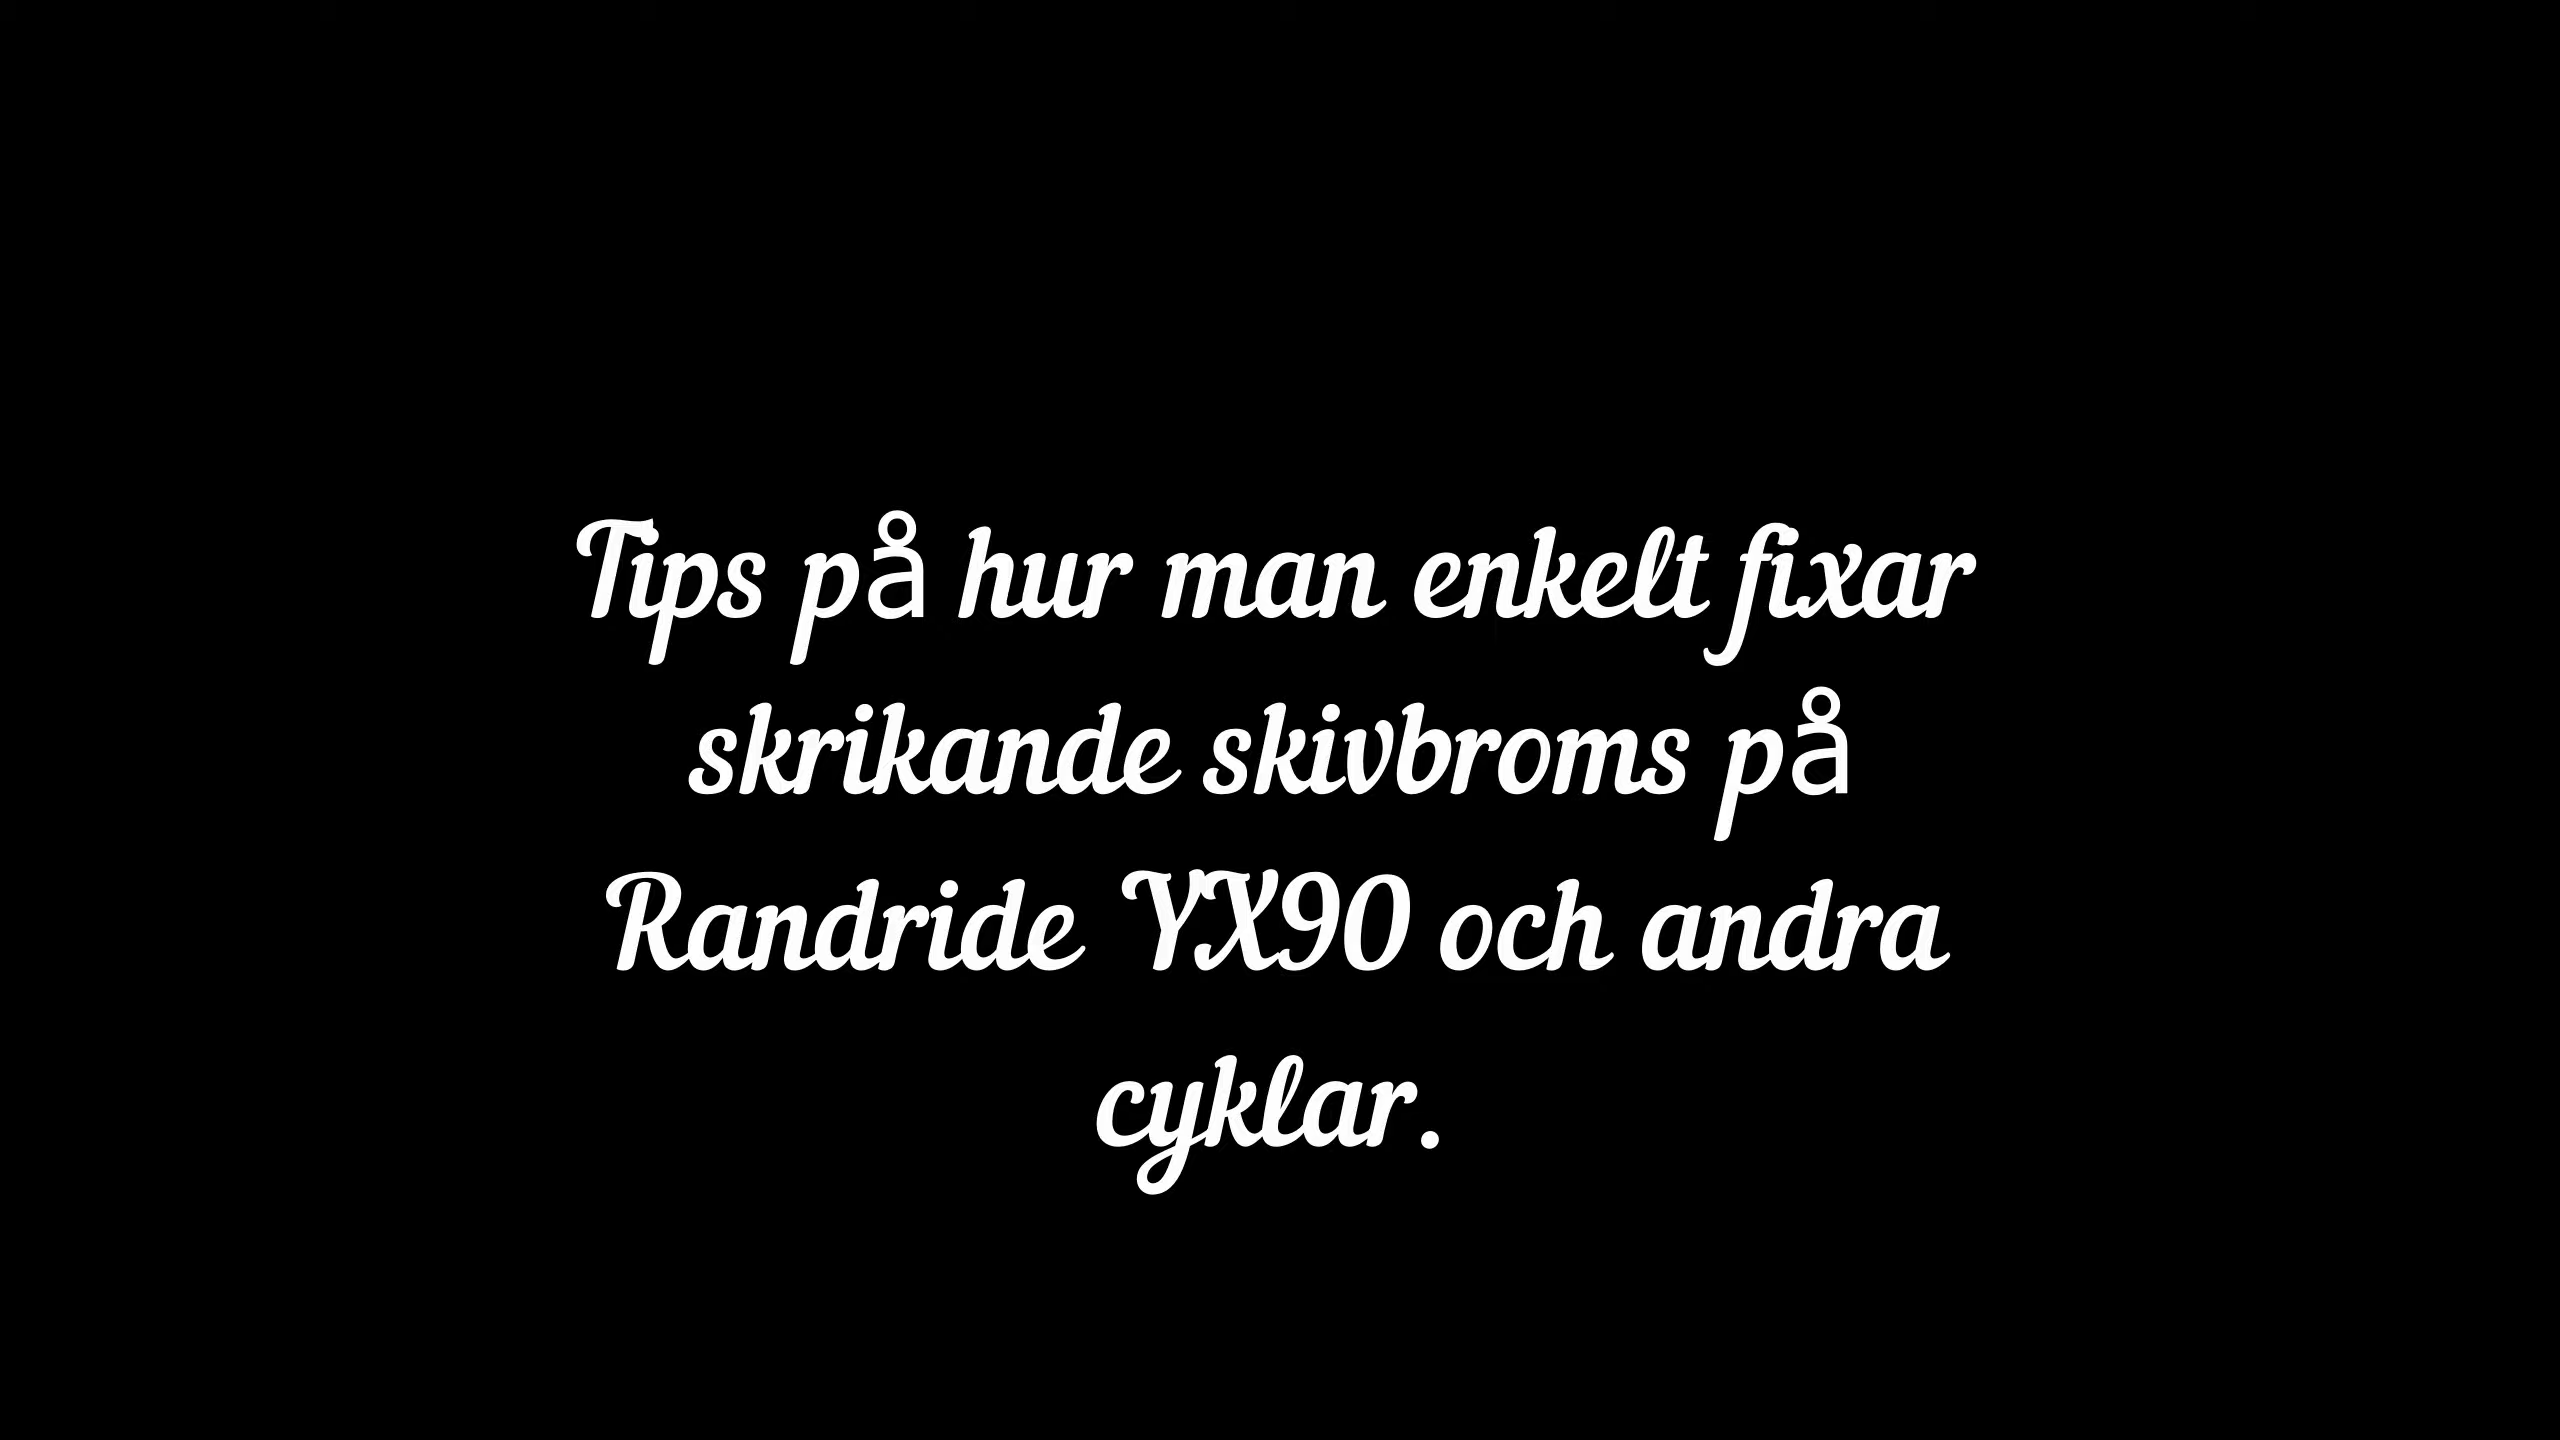 Tips på hur man enkelt fixar
skrikande skivbroms på
Randride YX90 och andra
cyklar.